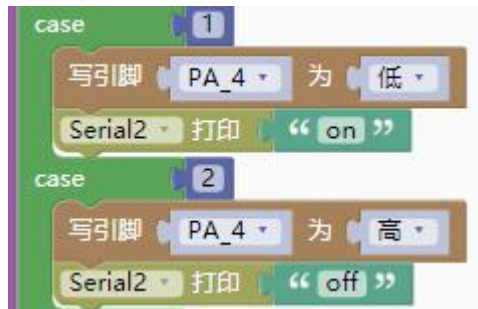 case 1
写引脚 PA_4 为 低
Serial2 打印 “ on ”
case 2
写引脚 PA_4 为 高
Serial2 打印 “ off ”